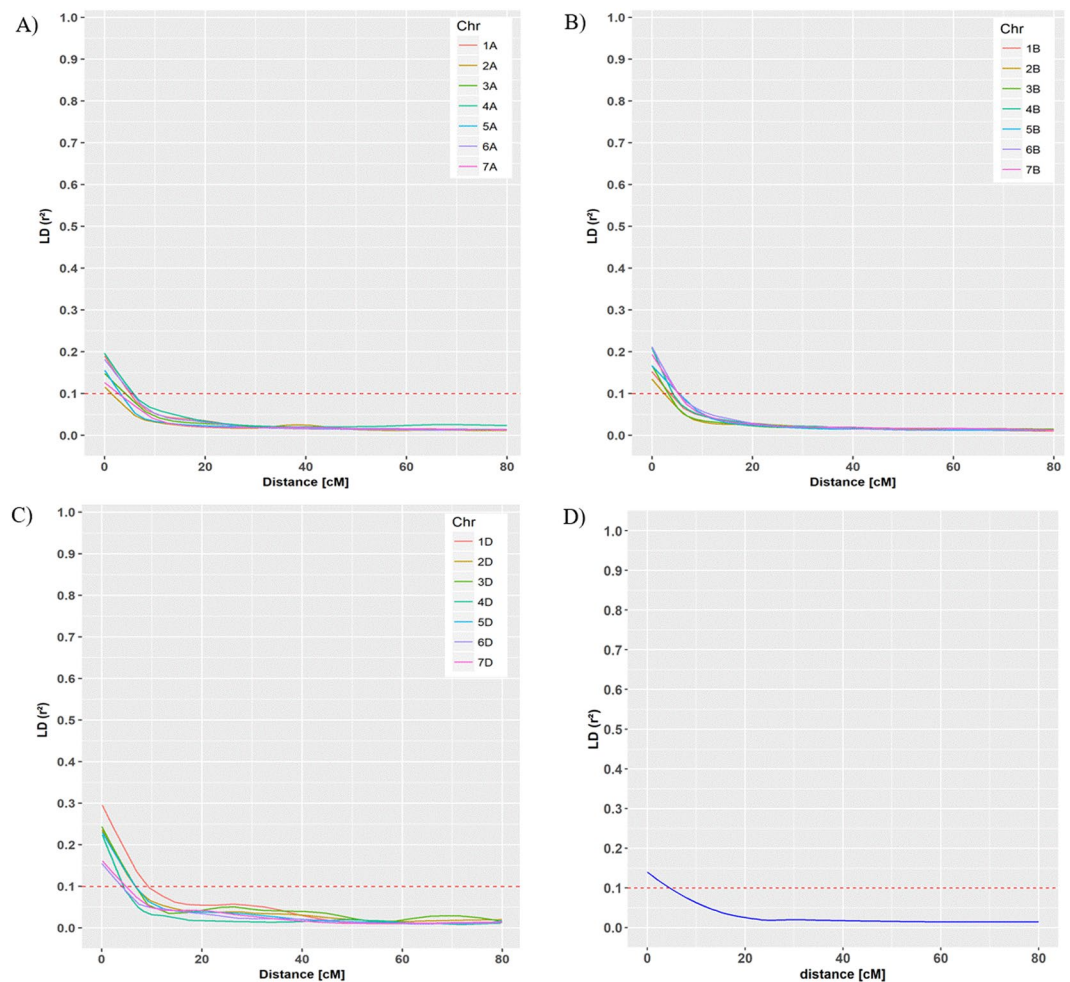 A)
1.0
0.9
0.8
0.7
0.6
0.5
0.4
0.3
0.2
0.1
0.0
LD (r²)
0 20 40 60 80
Distance [cM]
Chr
1A
2A
3A
4A
5A
6A
7A
B)
1.0
0.9
0.8
0.7
0.6
0.5
0.4
0.3
0.2
0.1
0.0
LD (r²)
0 20 40 60 80
Distance [cM]
Chr
1B
2B
3B
4B
5B
6B
7B
C)
1.0
0.9
0.8
0.7
0.6
0.5
0.4
0.3
0.2
0.1
0.0
LD (r²)
0 20 40 60 80
Distance [cM]
Chr
1D
2D
3D
4D
5D
6D
7D
D)
1.0
0.9
0.8
0.7
0.6
0.5
0.4
0.3
0.2
0.1
0.0
LD (r²)
0 20 40 60 80
distance [cM]